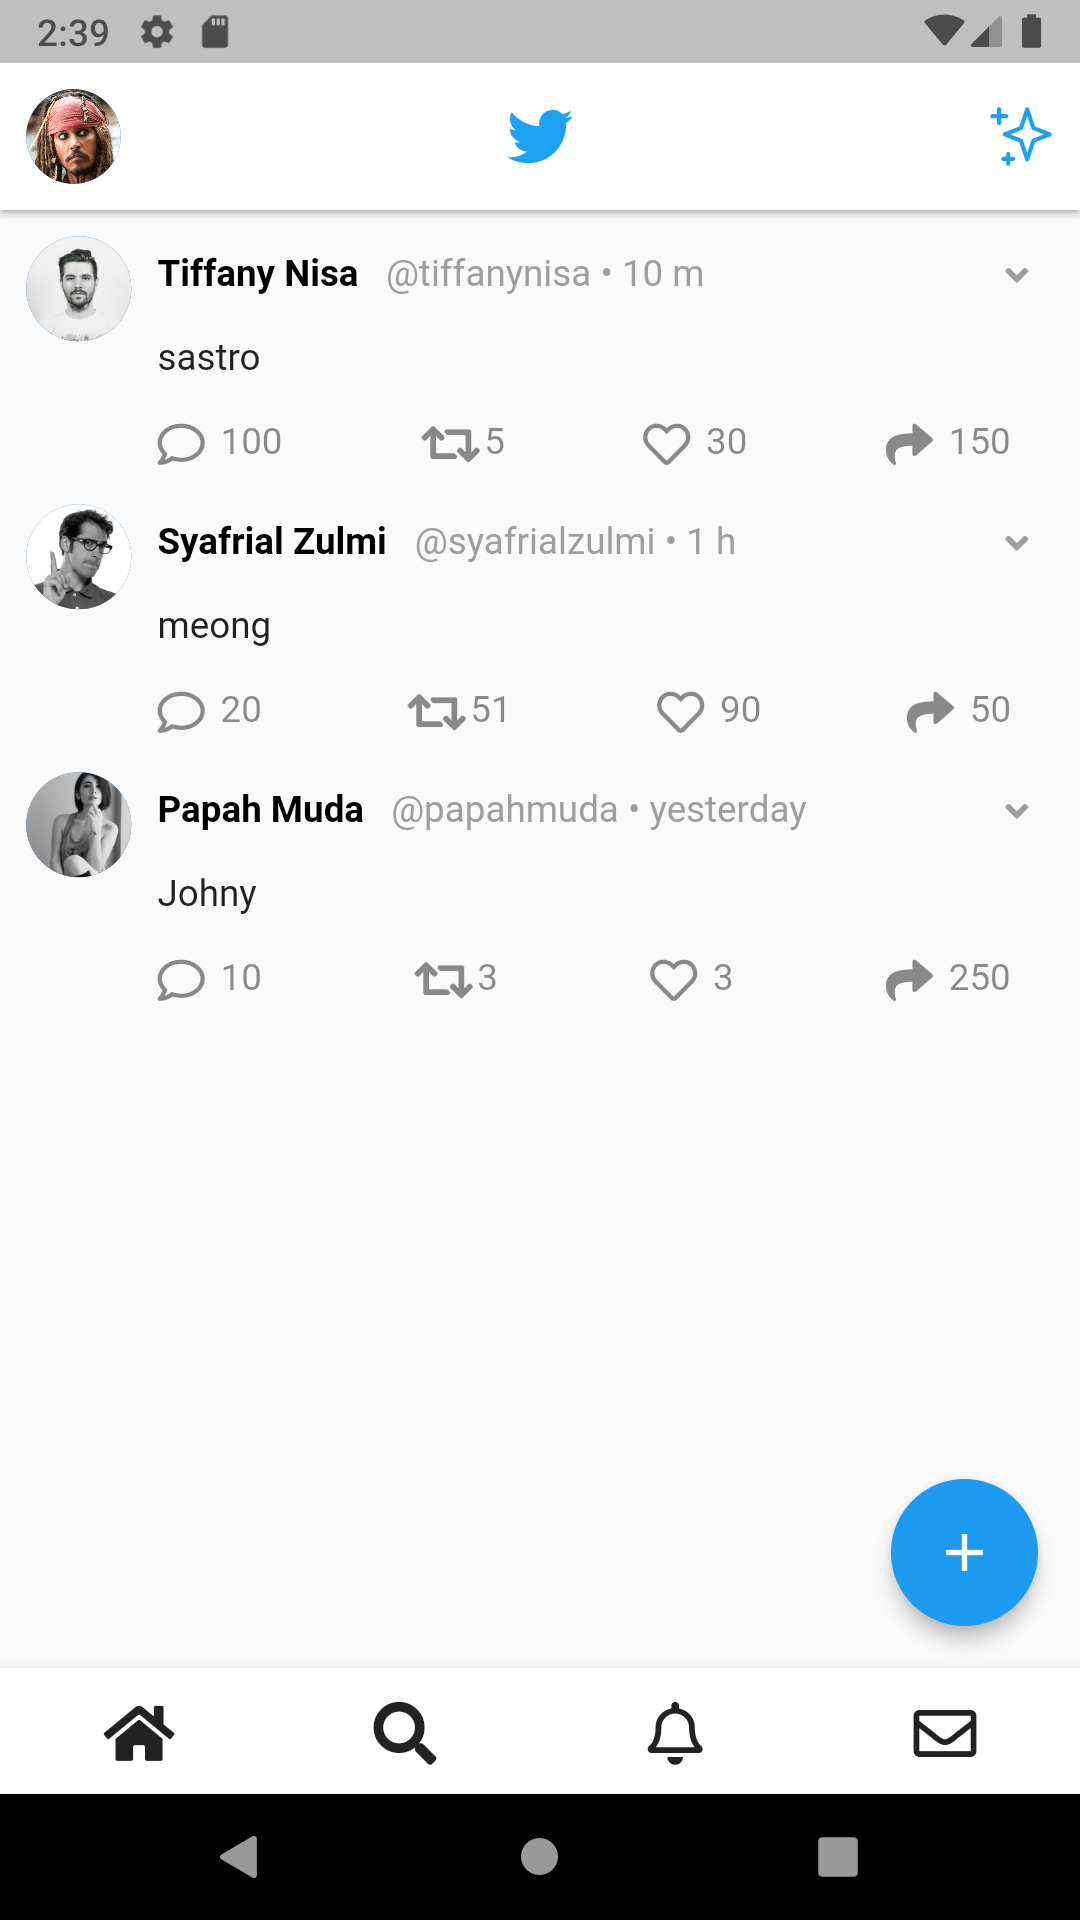 2:39
Tiffany Nisa @tiffanynisa • 10 m
sastro
100 5 30 150
Syafrial Zulmi @syafrialzulmi • 1 h
meong
20 51 90 50
Papah Muda @papahmuda • yesterday
Johny
10 3 3 250